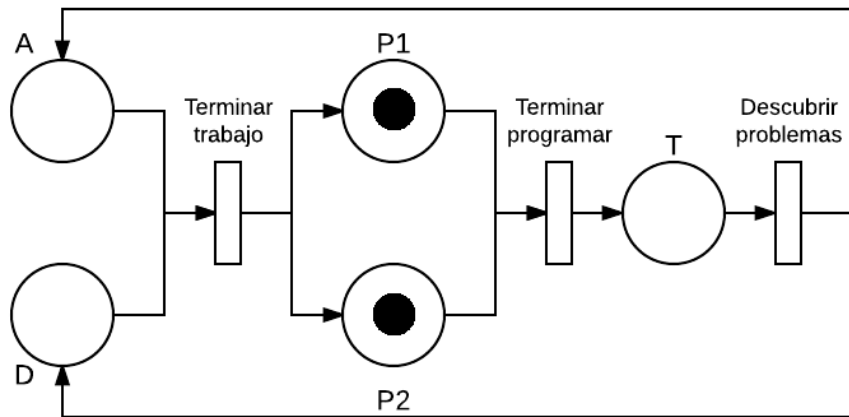 A
P1
Terminar
trabajo
Terminar
programar
T
Descubrir
problemas
D
P2